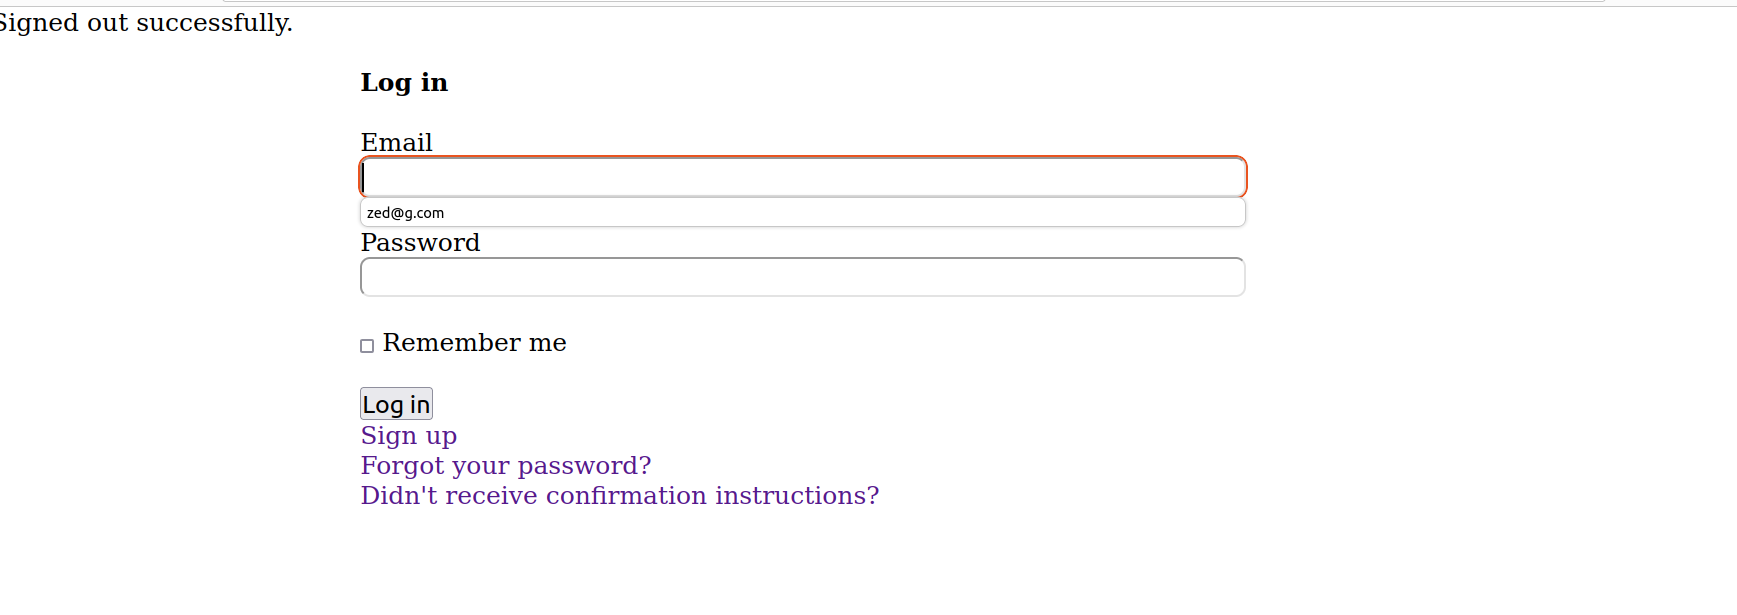 Signed out successfully.
Log in
Email
zed@g.com
Password
Remember me
Log in
Sign up
Forgot your password?
Didn't receive confirmation instructions?